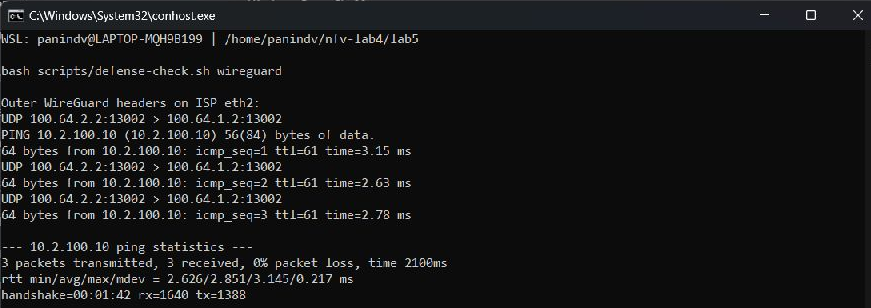 C:\Windows\System32\conhost.exe
WSL: panindv@LAPTOP-MQH9B199 | /home/panindv/nfv-lab4/lab5
bash scripts/defense-check.sh wireguard
Outer WireGuard headers on ISP eth2:
UDP 100.64.2.2:13002 > 100.64.1.2:13002
PING 10.2.100.10 (10.2.100.10) 56(84) bytes of data.
64 bytes from 10.2.100.10: icmp_seq=1 ttl=61 time=3.15 ms
UDP 100.64.2.2:13002 > 100.64.1.2:13002
64 bytes from 10.2.100.10: icmp_seq=2 ttl=61 time=2.63 ms
UDP 100.64.2.2:13002 > 100.64.1.2:13002
64 bytes from 10.2.100.10: icmp_seq=3 ttl=61 time=2.78 ms
--- 10.2.100.10 ping statistics ---
3 packets transmitted, 3 received, 0% packet loss, time 2100ms
rtt min/avg/max/mdev = 2.626/2.851/3.145/0.217 ms
handshake=00:01:42 rx=1640 tx=1388